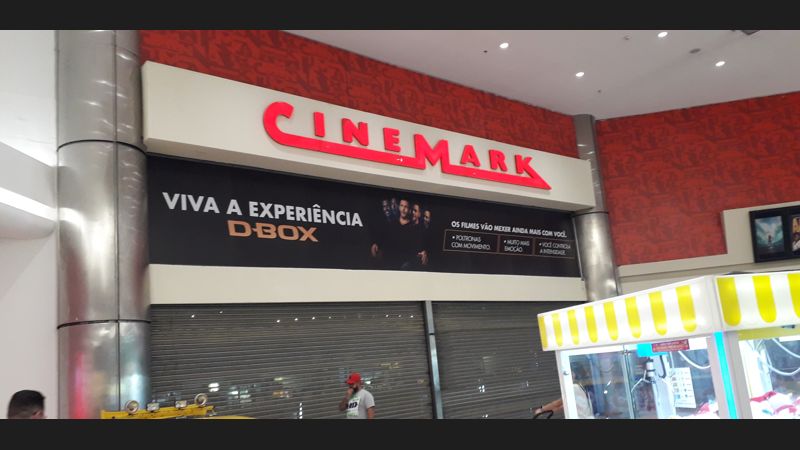 CINEMARK
VIVA A EXPERIÊNCIA
D-BOX
OS FILMES VÃO MEXER AINDA MAIS COM VOCÊ.
• POLTRONAS
COM MOVIMENTO
• MUITO MAIS
EMOÇÃO
• VOCÊ CONTROLA
A INTENSIDADE